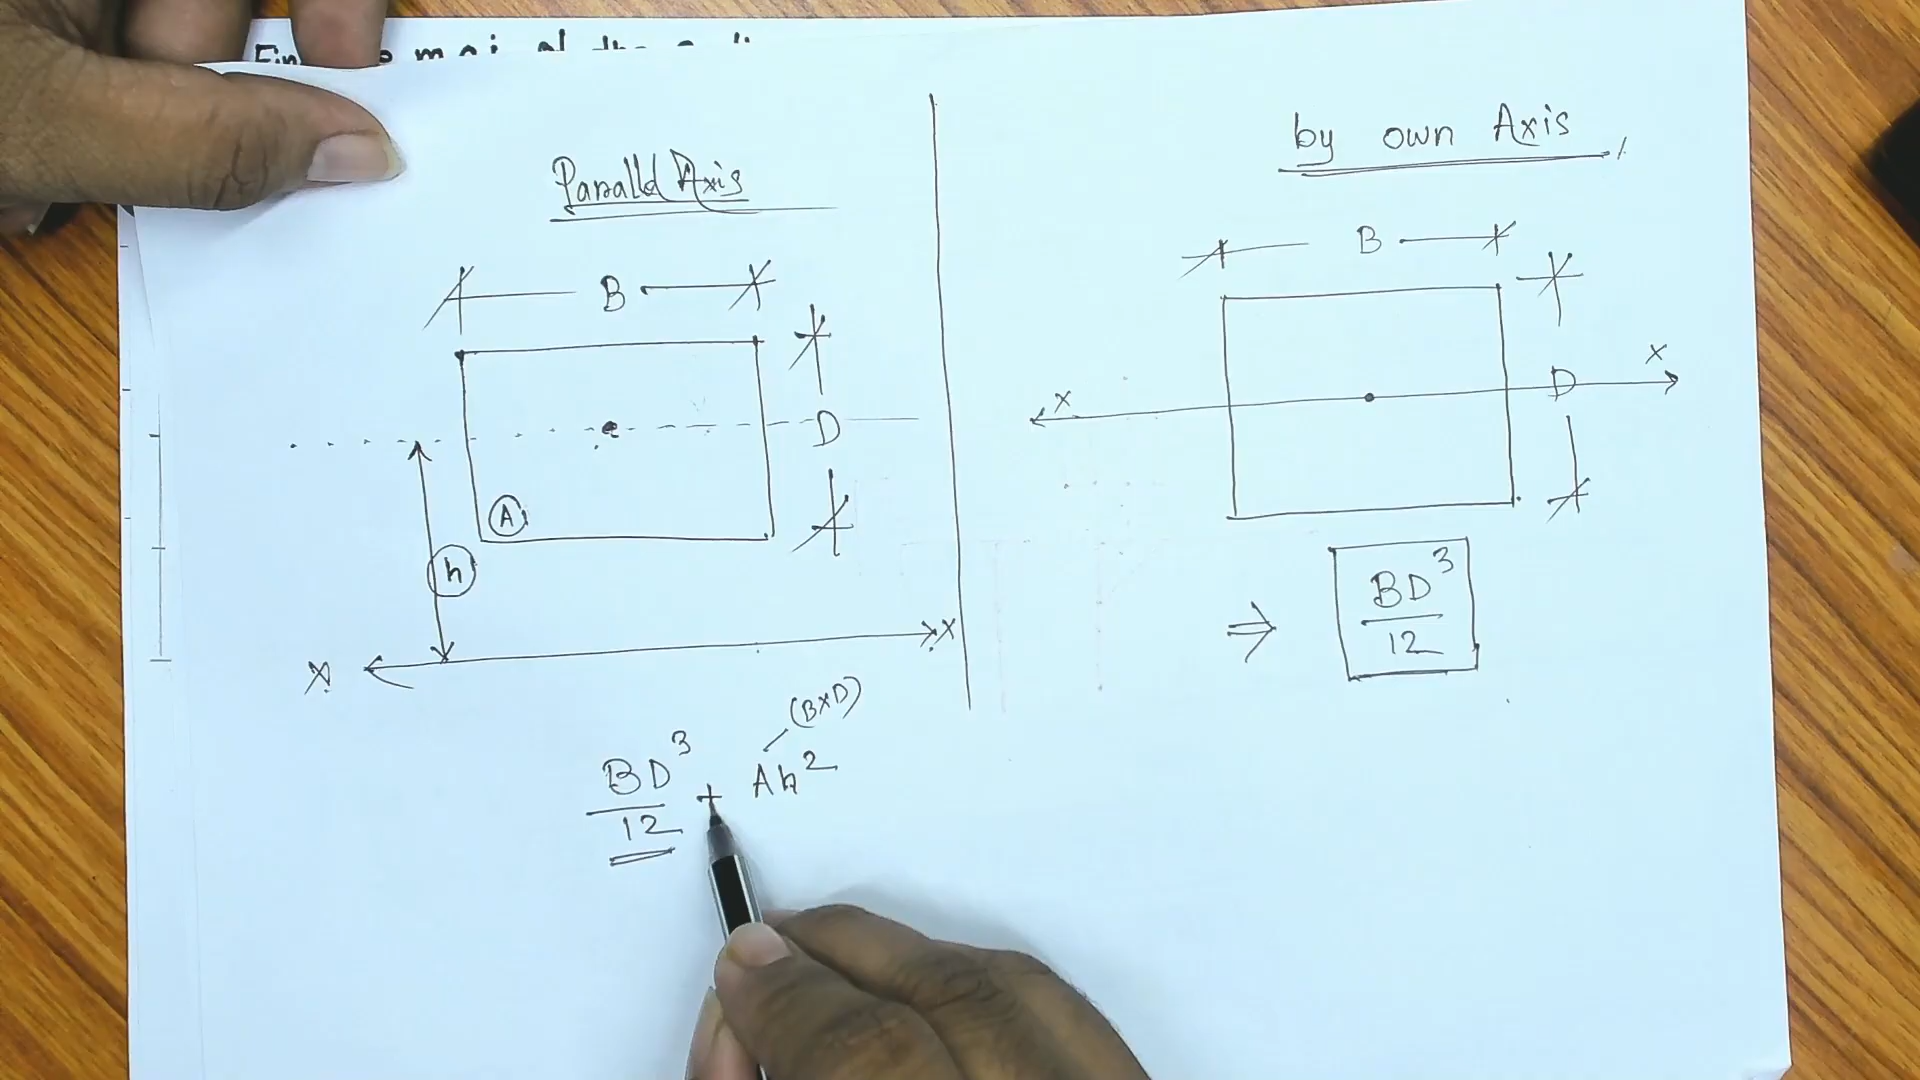 Parallel Axis
B
D
A
h
X X
(B×D)
BD³/12 + Ah²
by own Axis
B
X X
D
⇒ BD³/12